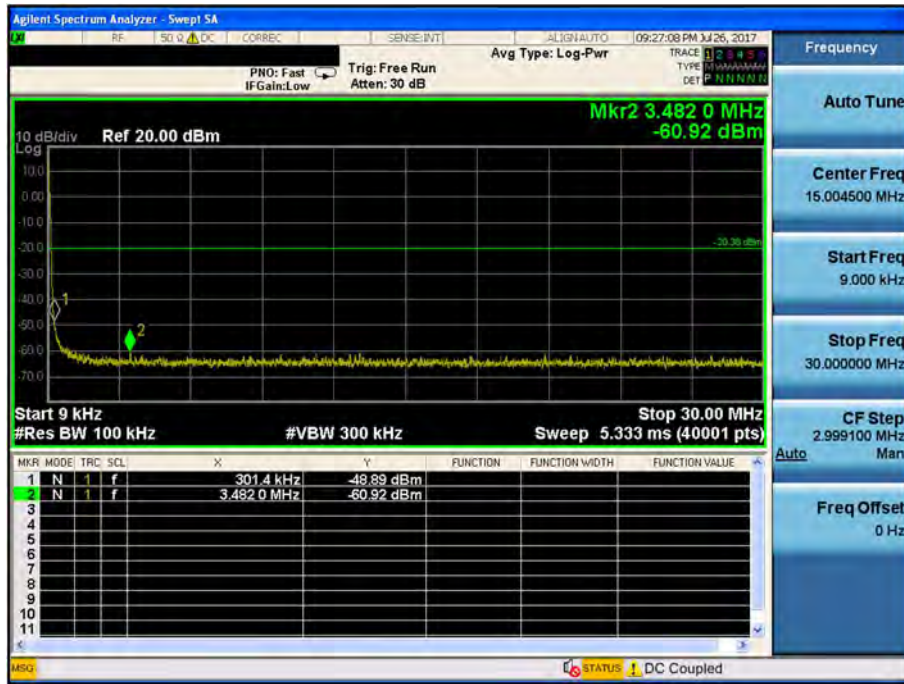 Agilent Spectrum Analyzer - Swept SA
RF 50 Ω DC CORREC SENSE:INT ALIGNAUTO 09:27:08 PM Jul 26, 2017
Avg Type: Log-Pwr
TRACE 1 2 3 4 5 6
TYPE
DET P N N N N N
PNO: Fast
IFGain:Low
Trig: Free Run
Atten: 30 dB
Mkr2 3.482 0 MHz
-60.92 dBm
10 dB/div Ref 20.00 dBm
Log
10.0
0.00
-10.0
-20.0
-20.38 dBm
-30.0
-40.0
1
-50.0
2
-60.0
-70.0
Start 9 kHz Stop 30.00 MHz
#Res BW 100 kHz #VBW 300 kHz Sweep 5.333 ms (40001 pts)
MKR MODE TRC SCL X Y FUNCTION FUNCTION WIDTH FUNCTION VALUE
1 N 1 f 301.4 kHz -48.89 dBm
2 N 1 f 3.482 0 MHz -60.92 dBm
3
4
5
6
7
8
9
10
11
MSG STATUS DC Coupled
Frequency
Auto Tune
Center Freq
15.004500 MHz
Start Freq
9.000 kHz
Stop Freq
30.000000 MHz
CF Step
2.999100 MHz
Auto Man
Freq Offset
0 Hz